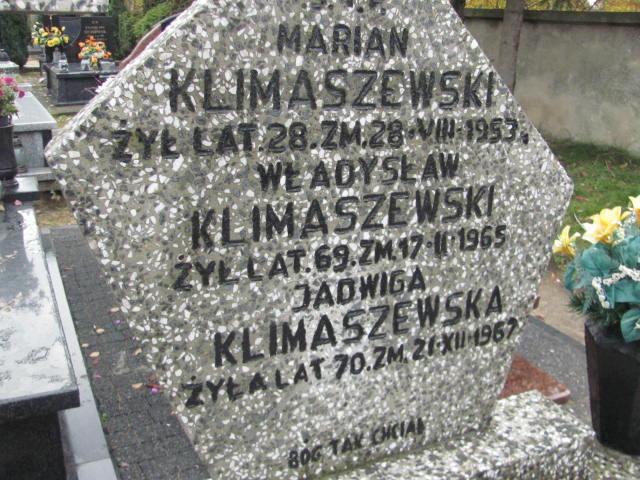 MARIAN
KLIMASZEWSKI
ŻYŁ LAT. 28. ZM. 28·VIII·1953.
WŁADYSŁAW
KLIMASZEWSKI
ŻYŁ LAT. 69. ZM. 17·II·1965
JADWIGA
KLIMASZEWSKA
ŻYŁA LAT. 70. ZM. 21·XII·1967
BÓG TAK CHCIAŁ